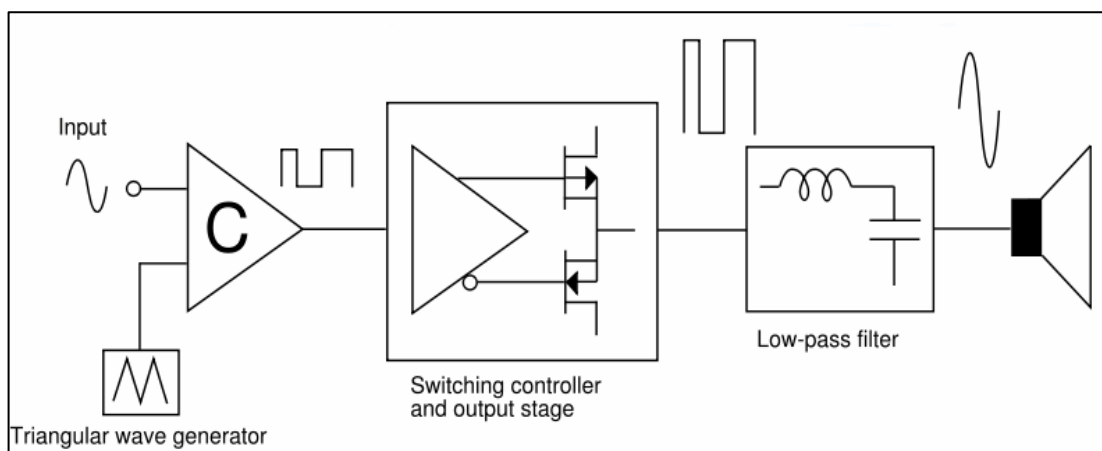 Input
C
Triangular wave generator
Switching controller
and output stage
Low-pass filter